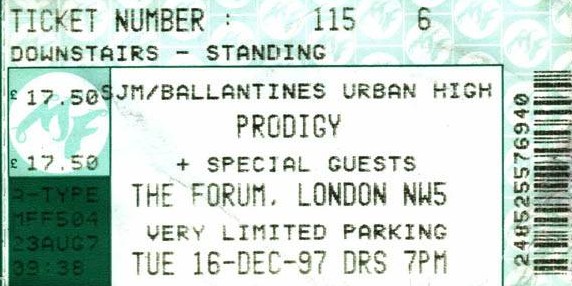 TICKET NUMBER : 115 6
DOWNSTAIRS - STANDING
£17.50 SJM/BALLANTINES URBAN HIGH
PRODIGY
£17.50 + SPECIAL GUESTS
A-TYPE THE FORUM. LONDON NW5
MFF504
23AUG7 VERY LIMITED PARKING
09:38 TUE 16-DEC-97 DRS 7PM
248525576940